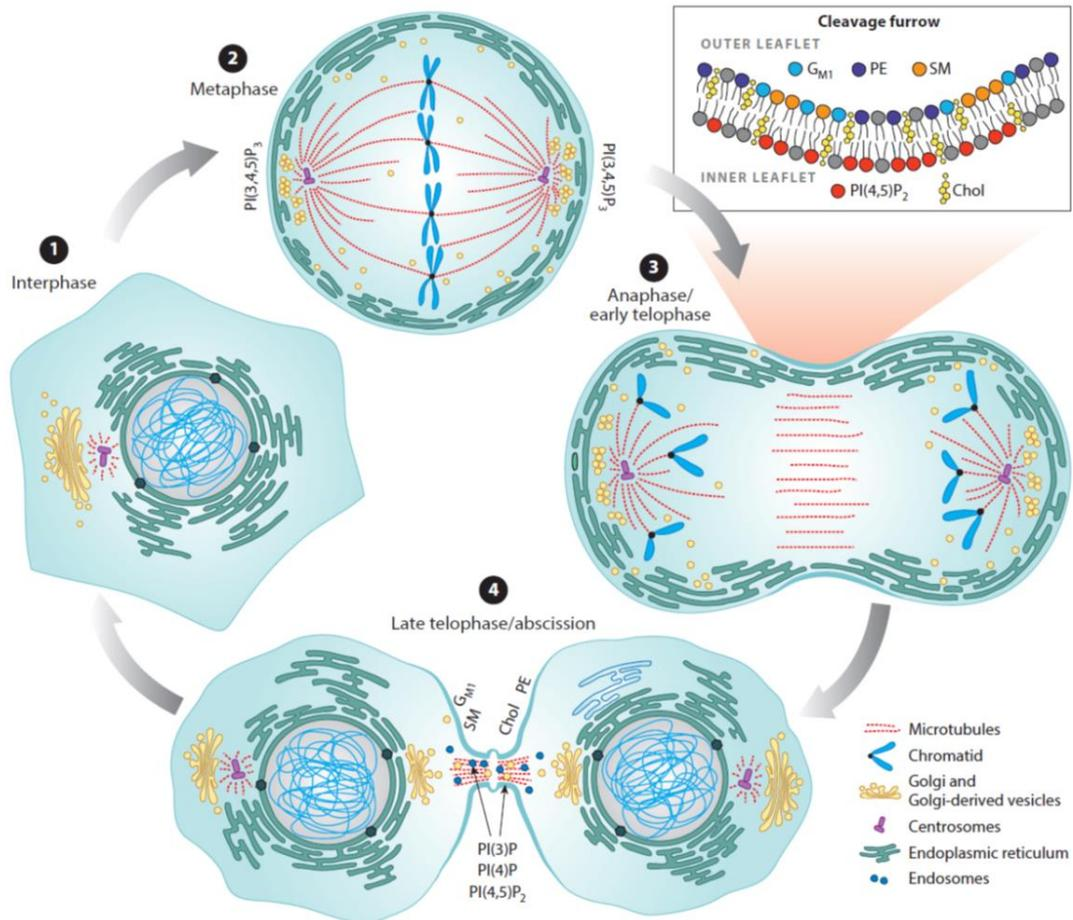 2
Metaphase
PI(3,4,5)P₃
PI(3,4,5)P₃
Cleavage furrow
OUTER LEAFLET
G_M1 PE SM
INNER LEAFLET
PI(4,5)P₂ Chol
1
Interphase
3
Anaphase/
early telophase
4
Late telophase/abscission
G_M1
SM
Chol
PE
PI(3)P
PI(4)P
PI(4,5)P₂
Microtubules
Chromatid
Golgi and
Golgi-derived vesicles
Centrosomes
Endoplasmic reticulum
Endosomes